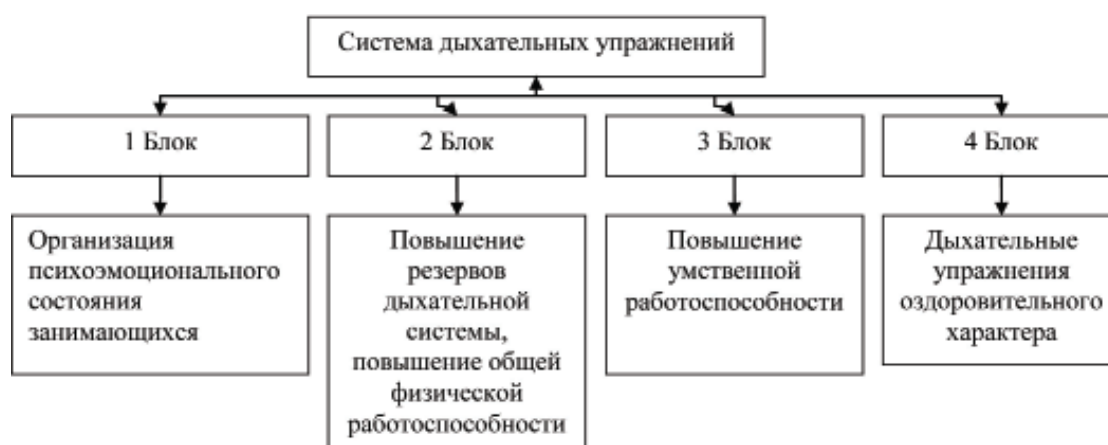 Система дыхательных упражнений
1 Блок
2 Блок
3 Блок
4 Блок
Организация
психоэмоционального
состояния
занимающихся
Повышение
резервов
дыхательной
системы,
повышение общей
физической
работоспособности
Повышение
умственной
работоспособности
Дыхательные
упражнения
оздоровительного
характера